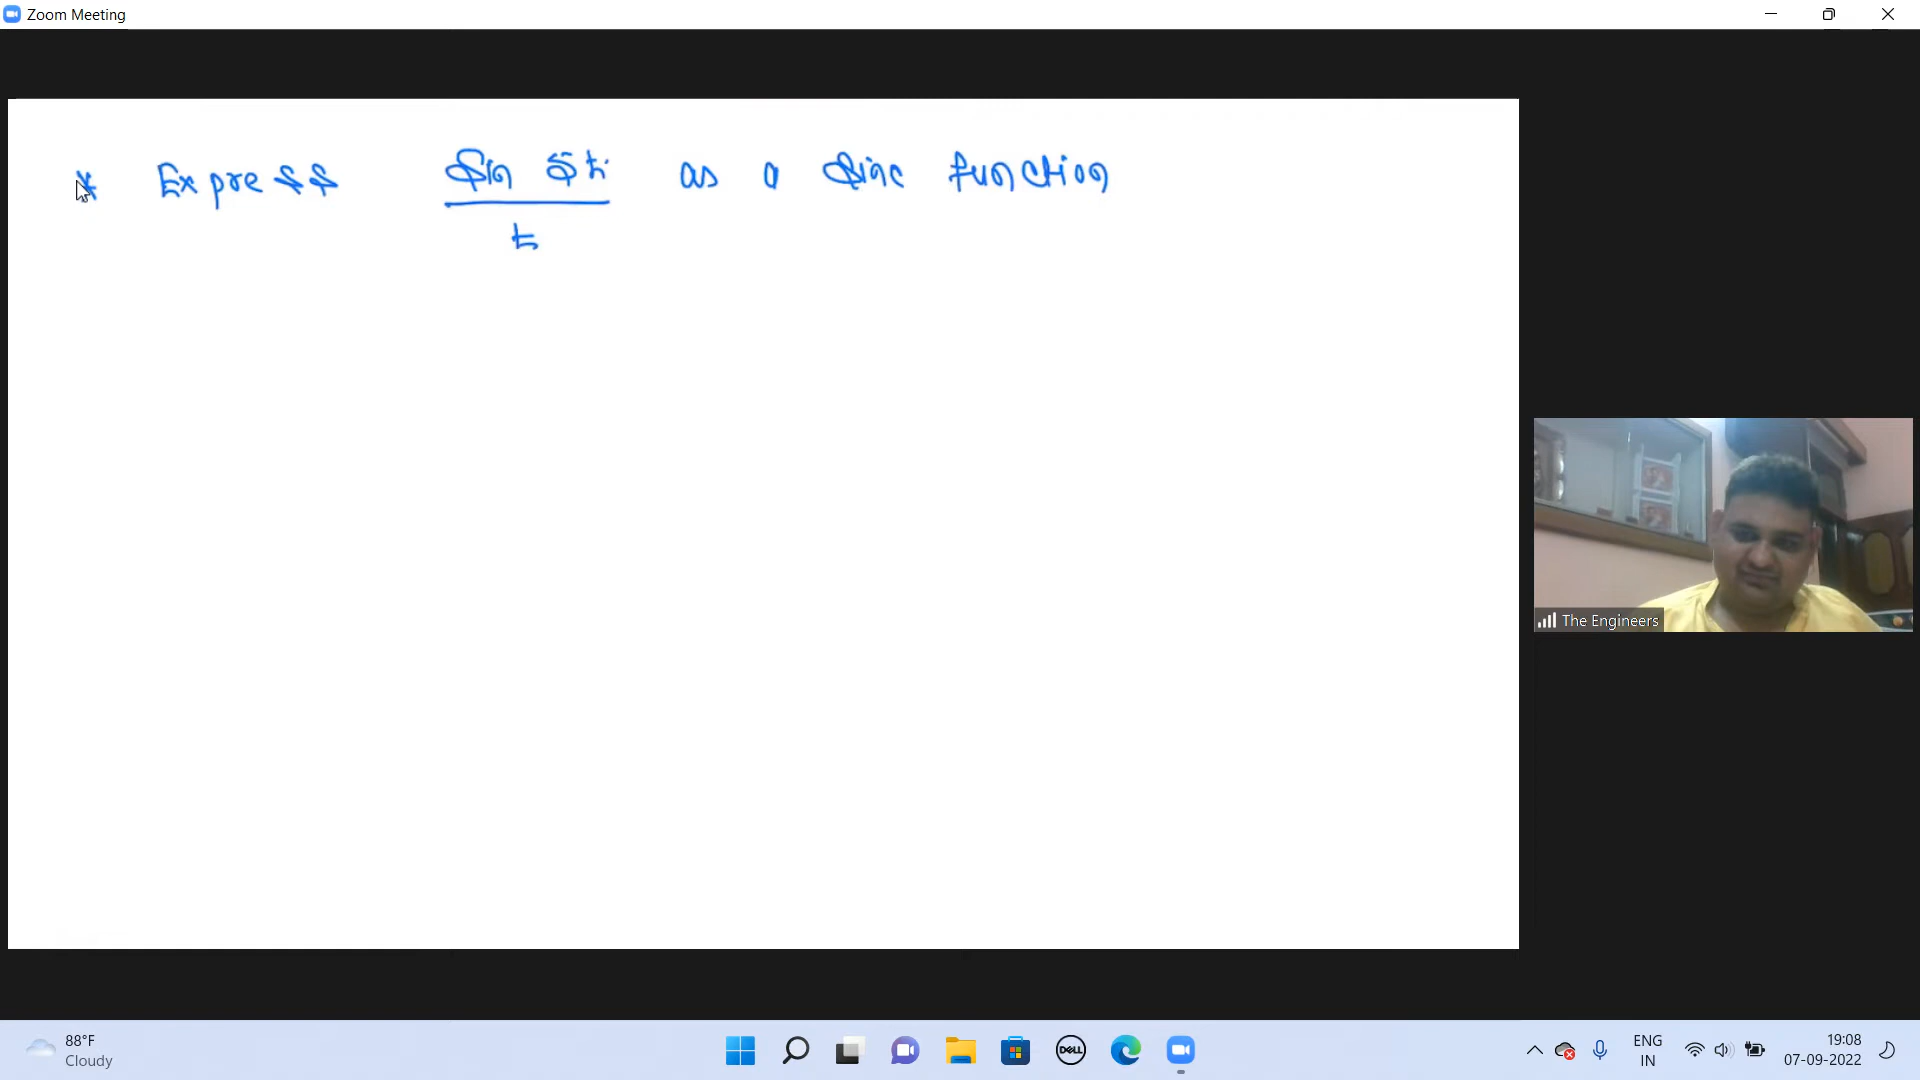 Zoom Meeting
* Express sin 5t as a sinc function
t
The Engineers
88°F
Cloudy
DELL
ENG
IN
19:08
07-09-2022